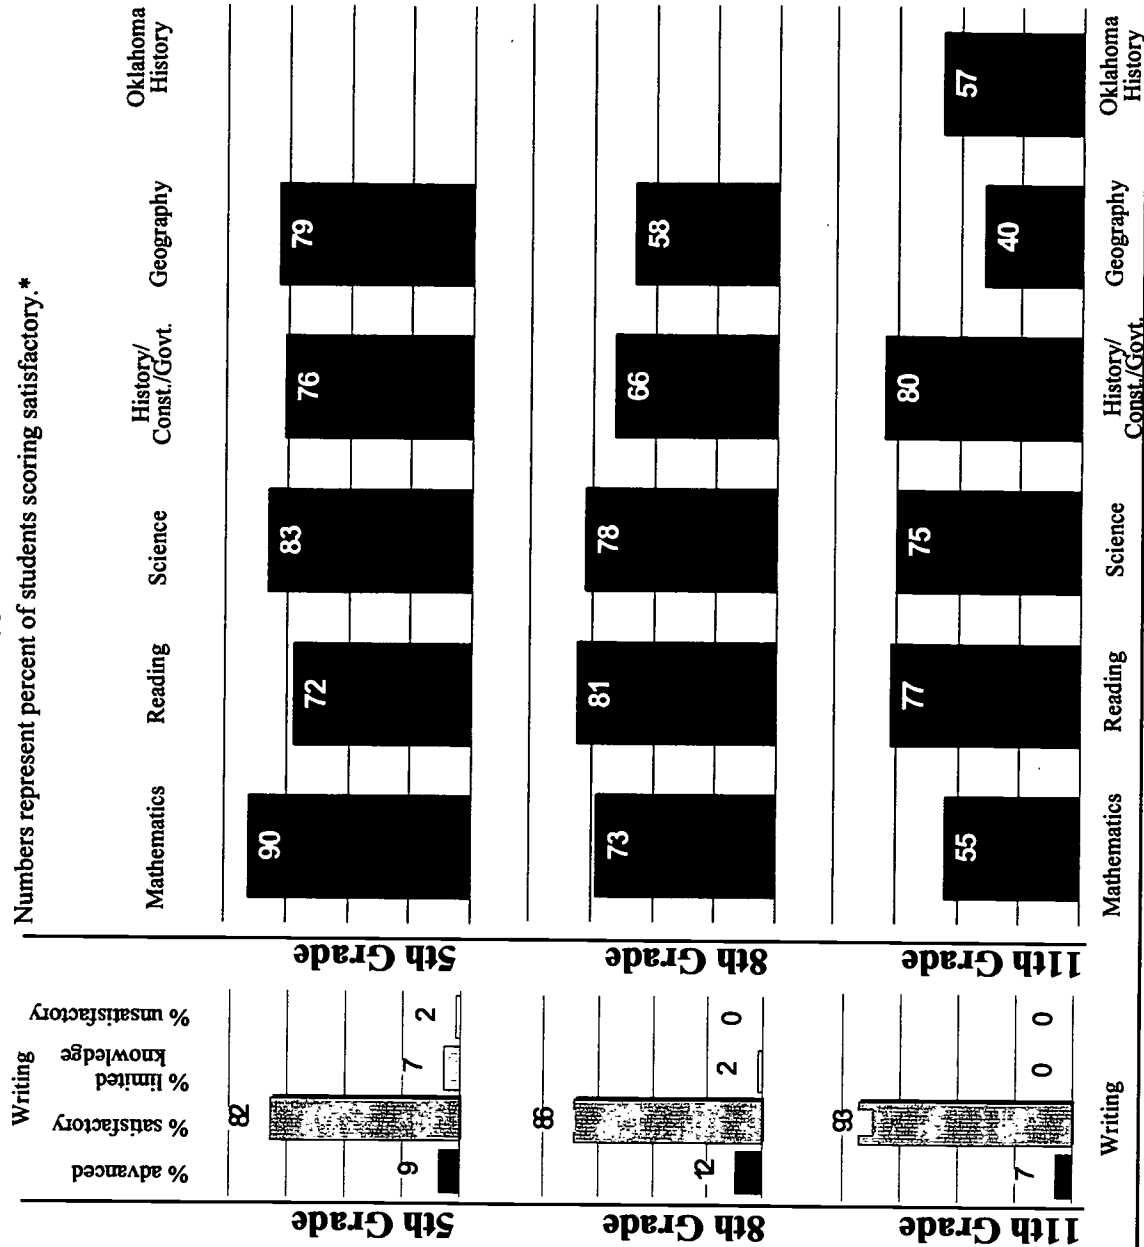 Numbers represent percent of students scoring satisfactory.*
Writing
% advanced
% satisfactory
% limited
knowledge
% unsatisfactory
Mathematics
Reading
Science
History/
Const./Govt.
Geography
Oklahoma
History
5th Grade
9
82
7
2
5th Grade
90
72
83
76
79
8th Grade
12
86
2
0
8th Grade
73
81
78
66
58
11th Grade
7
93
0
0
11th Grade
55
77
75
80
40
57
Writing
Mathematics
Reading
Science
History/
Const./Govt.
Geography
Oklahoma
History